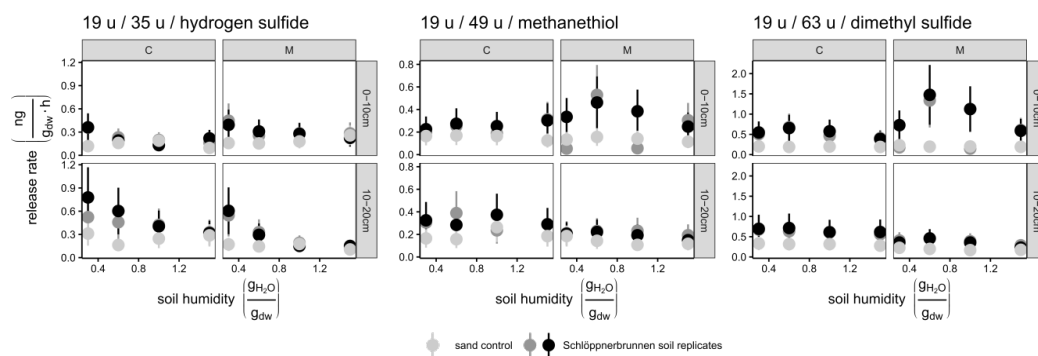 19 u / 35 u / hydrogen sulfide
19 u / 49 u / methanethiol
19 u / 63 u / dimethyl sulfide
C
M
C
M
C
M
1.2
0.9
0.6
0.3
0.0
0−10cm
0.8
0.6
0.4
0.2
0.0
0−10cm
2.0
1.5
1.0
0.5
0.0
0−10cm
release rate (ng / g_dw · h)
1.2
0.9
0.6
0.3
0.0
10−20cm
0.8
0.6
0.4
0.2
0.0
10−20cm
2.0
1.5
1.0
0.5
0.0
10−20cm
0.4 0.8 1.2 0.4 0.8 1.2
0.4 0.8 1.2 0.4 0.8 1.2
0.4 0.8 1.2 0.4 0.8 1.2
soil humidity (g_H₂O / g_dw)
soil humidity (g_H₂O / g_dw)
soil humidity (g_H₂O / g_dw)
sand control
Schlöppnerbrunnen soil replicates